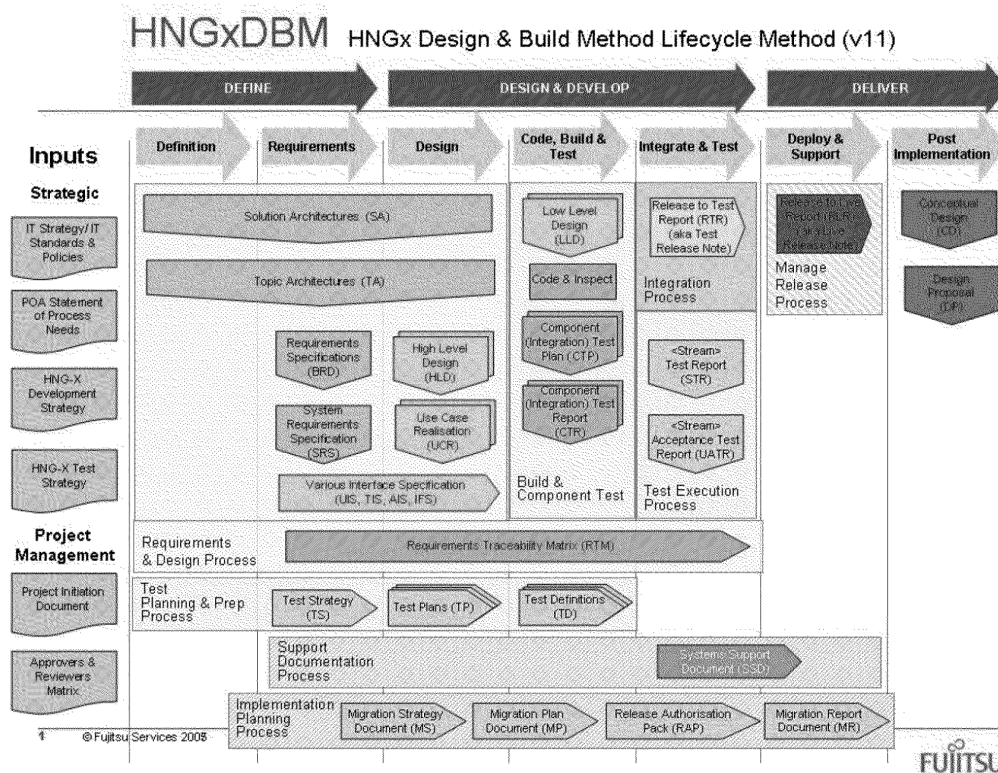 HNGxDBM HNGx Design & Build Method Lifecycle Method (v11)
DEFINE
DESIGN & DEVELOP
DELIVER
Inputs
Definition
Requirements
Design
Code, Build &
Test
Integrate & Test
Deploy &
Support
Post
Implementation
Strategic
IT Strategy/ IT
Standards &
Policies
POA Statement
of Process
Needs
HNG-X
Development
Strategy
HNG-X Test
Strategy
Project
Management
Project Initiation
Document
Approvers &
Reviewers
Matrix
Solution Architectures (SA)
Topic Architectures (TA)
Requirements
Specifications
(BRD)
System
Requirements
Specification
(SRS)
High Level
Design
(HLD)
Use Case
Realisation
(UCR)
Various Interface Specification
(UIS, TIS, AIS, IFS)
Low Level
Design
(LLD)
Code & Inspect
Component
(Integration) Test
Plan (CTP)
Component
(Integration) Test
Report
(CTR)
Build &
Component Test
Release to Test
Report (RTR)
(aka Test
Release Note)
Integration
Process
<Stream>
Test Report
(STR)
<Stream>
Acceptance Test
Report (UATR)
Test Execution
Process
Release to Live
Report (RLR)
(aka Live
Release Note)
Manage
Release
Process
Conceptual
Design
(CD)
Design
Proposal
(DP)
Requirements
& Design Process
Requirements Traceability Matrix (RTM)
Test
Planning & Prep
Process
Test Strategy
(TS)
Test Plans (TP)
Test Definitions
(TD)
Support
Documentation
Process
Systems Support
Document (SSD)
Implementation
Planning
Process
Migration Strategy
Document (MS)
Migration Plan
Document (MP)
Release Authorisation
Pack (RAP)
Migration Report
Document (MR)
© Fujitsu Services
FUJITSU